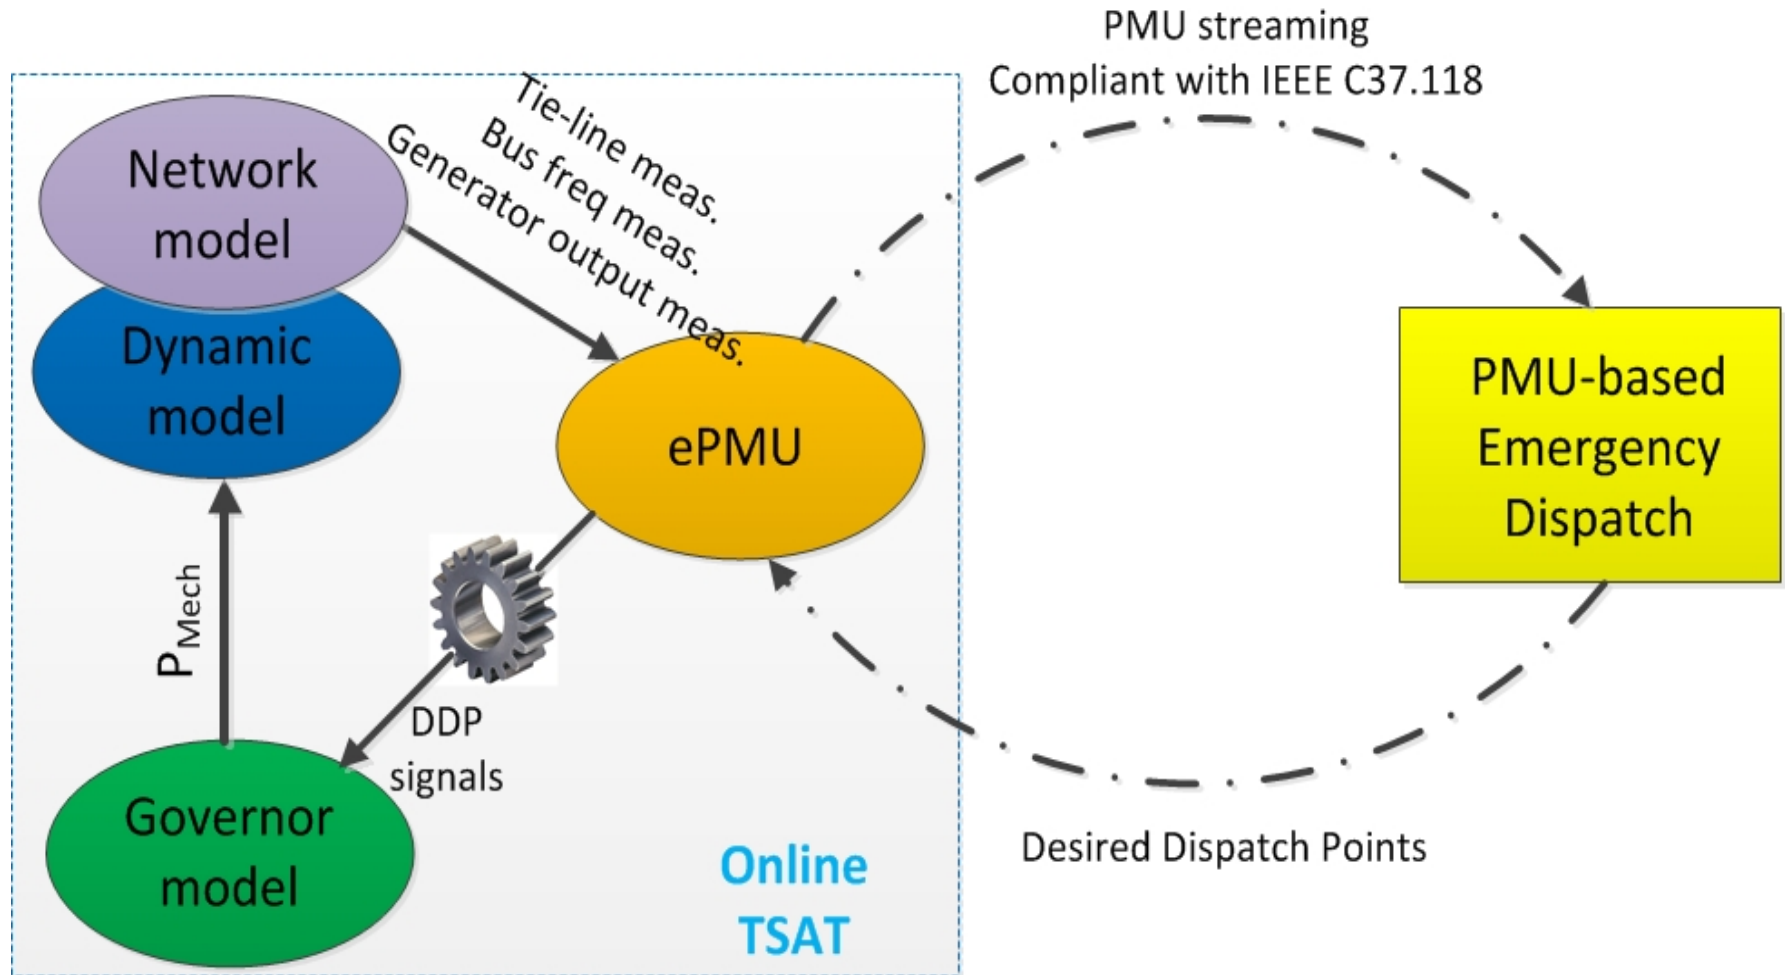 PMU streaming
Compliant with IEEE C37.118
Tie-line meas.
Bus freq meas.
Generator output meas.
Network
model
Dynamic
model
ePMU
PMU-based
Emergency
Dispatch
P_Mech
DDP
signals
Governor
model
Desired Dispatch Points
Online
TSAT